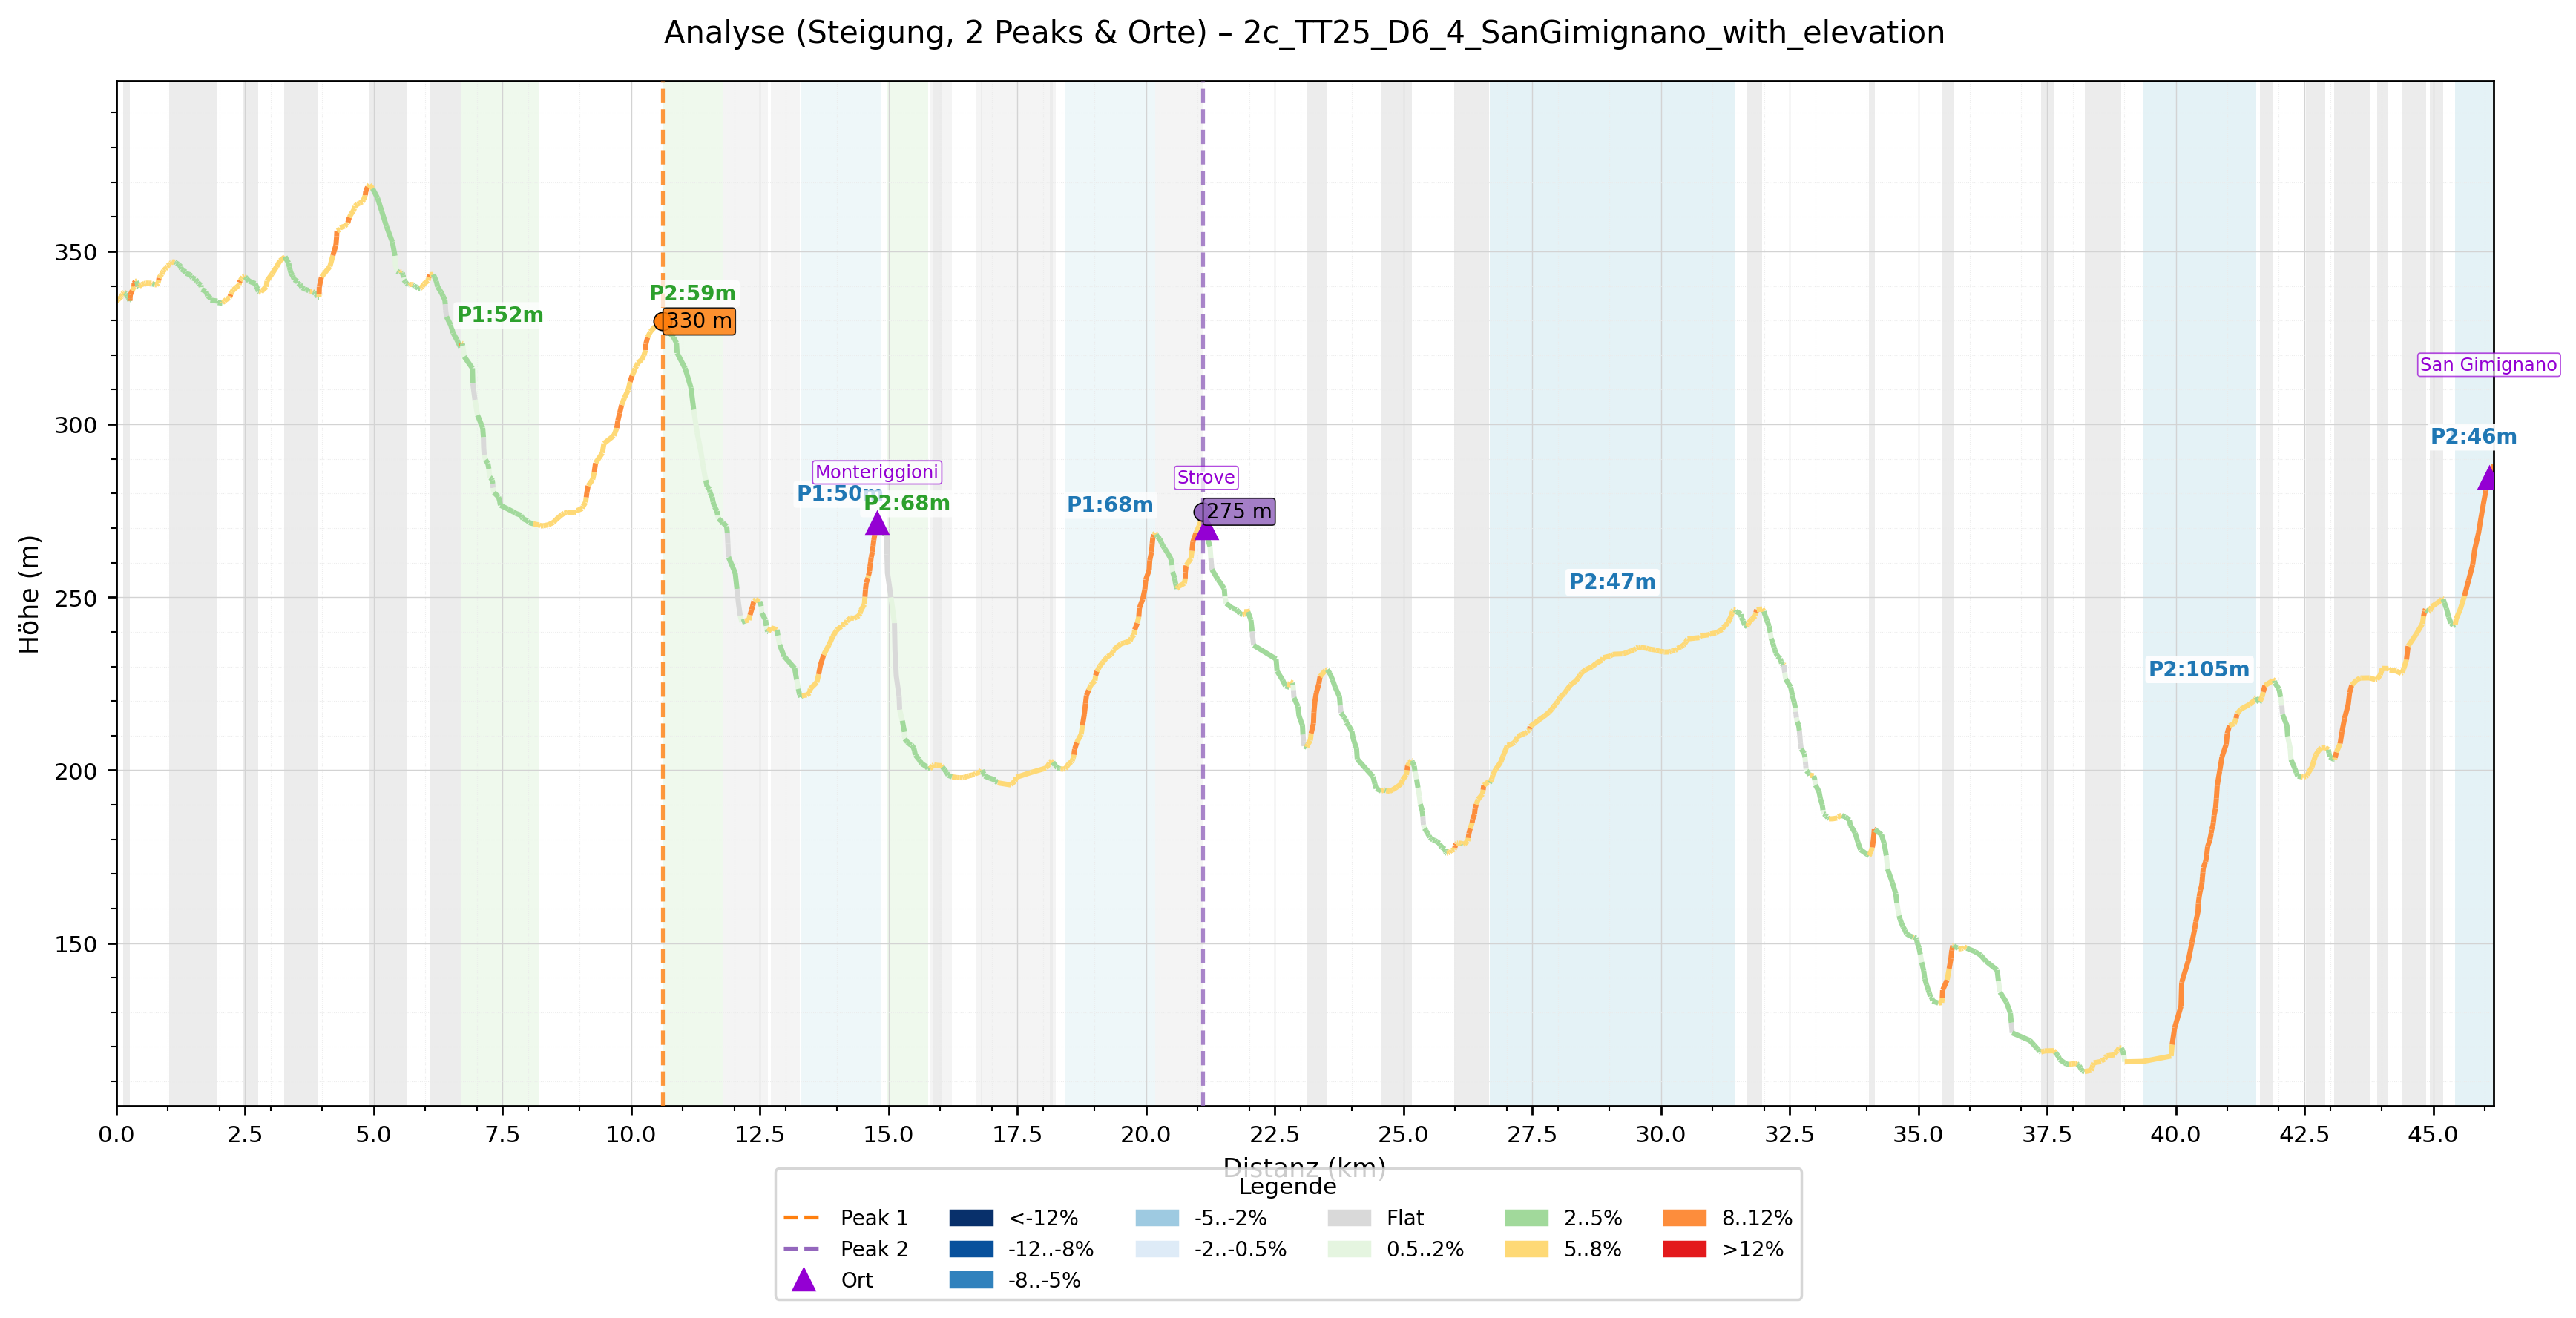 Analyse (Steigung, 2 Peaks & Orte) – 2c_TT25_D6_4_SanGimignano_with_elevation
Höhe (m)
350
300
250
200
150
P1:52m
P2:59m
330 m
Monteriggioni
P1:50m
P2:68m
P1:68m
Strove
275 m
P2:47m
P2:105m
San Gimignano
P2:46m
0.0 2.5 5.0 7.5 10.0 12.5 15.0 17.5 20.0 22.5 25.0 27.5 30.0 32.5 35.0 37.5 40.0 42.5 45.0
Distanz (km)
Legende
Peak 1 <-12% -5..-2% Flat 2..5% 8..12%
Peak 2 -12..-8% -2..-0.5% 0.5..2% 5..8% >12%
Ort -8..-5%